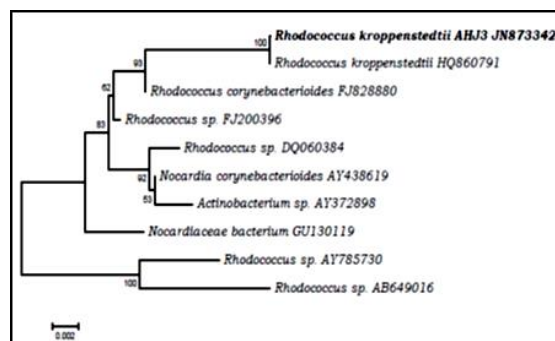 Rhodococcus kroppenstedtii AHJ3 JN873342
100
Rhodococcus kroppenstedtii HQ860791
93
Rhodococcus corynebacterioides FJ828880
62
Rhodococcus sp. FJ200396
83
Rhodococcus sp. DQ060384
92
Nocardia corynebacterioides AY438619
53
Actinobacterium sp. AY372898
Nocardiaceae bacterium GU130119
Rhodococcus sp. AY785730
100
Rhodococcus sp. AB649016
0.002